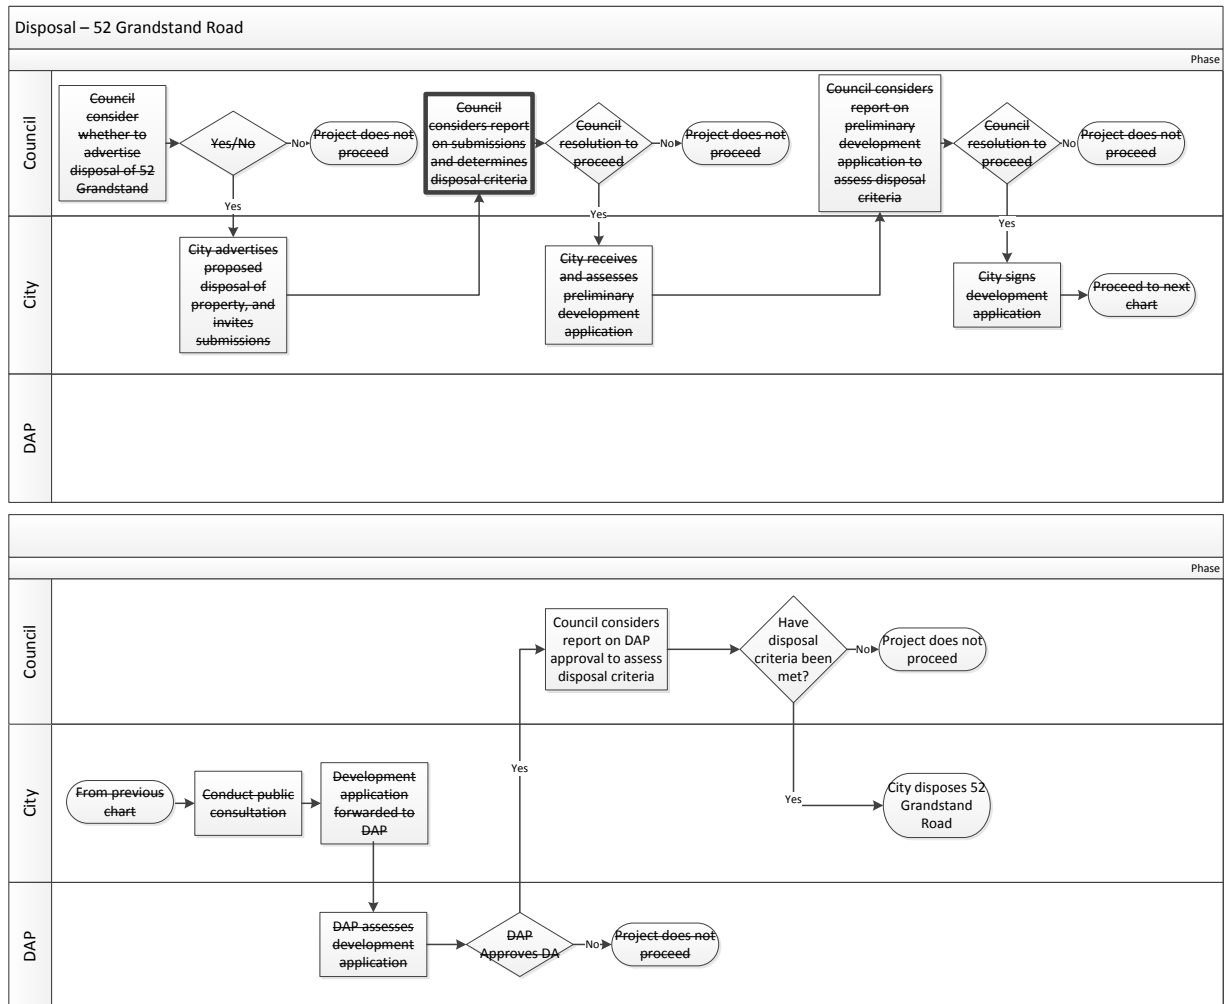 Disposal – 52 Grandstand Road
Phase
Council
Council
consider
whether to
advertise
disposal of 52
Grandstand
Yes/No
No
Project does not
proceed
Yes
Council
considers report
on submissions
and determines
disposal criteria
Council
resolution to
proceed
No
Project does not
proceed
Yes
Council considers
report on
preliminary
development
application to
assess disposal
criteria
Council
resolution to
proceed
No
Project does not
proceed
Yes
City
City advertises
proposed
disposal of
property, and
invites
submissions
City receives
and assesses
preliminary
development
application
City signs
development
application
Proceed to next
chart
DAP
Phase
Council
Council considers
report on DAP
approval to assess
disposal criteria
Have
disposal
criteria been
met?
No
Project does not
proceed
City
From previous
chart
Conduct public
consultation
Development
application
forwarded to
DAP
Yes
Yes
City disposes 52
Grandstand
Road
DAP
DAP assesses
development
application
DAP
Approves DA
No
Project does not
proceed